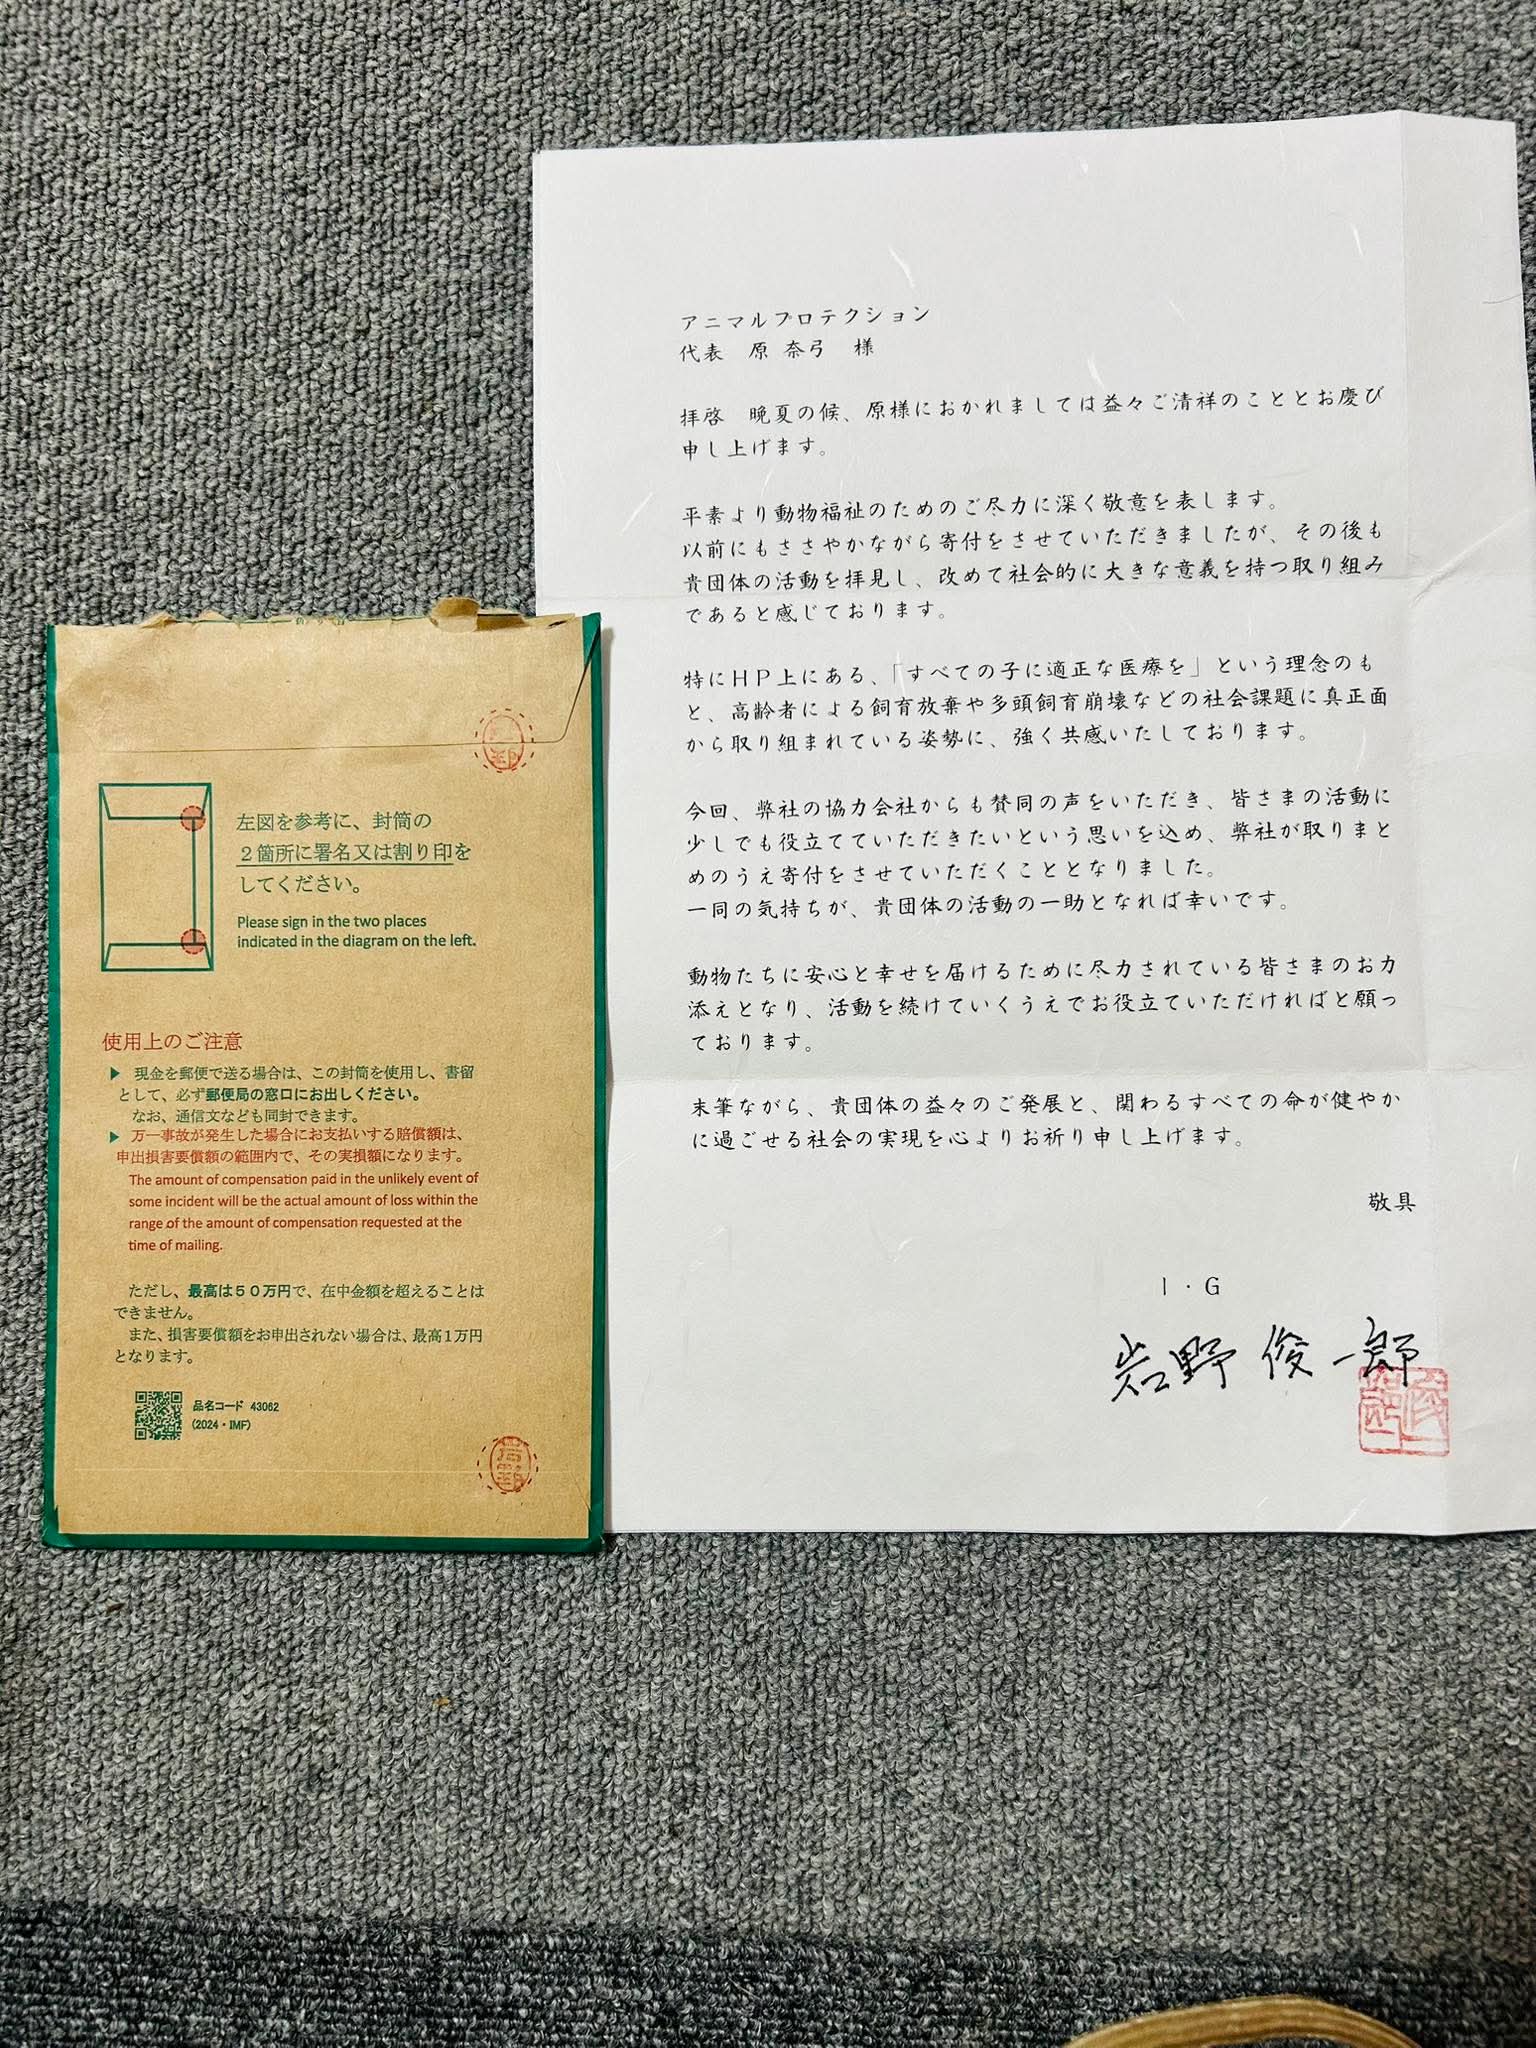 左図を参考に、封筒の
2箇所に署名又は割り印を
してください。
Please sign in the two places
indicated in the diagram on the left.
使用上のご注意
▶ 現金を郵便で送る場合は、この封筒を使用し、書留
として、必ず郵便局の窓口にお出しください。
なお、通信文なども同封できます。
▶ 万一事故が発生した場合にお支払いする賠償額は、
申出損害要償額の範囲内で、その実損額になります。
The amount of compensation paid in the unlikely event of
some incident will be the actual amount of loss within the
range of the amount of compensation requested at the
time of mailing.
ただし、最高は50万円で、在中金額を超えることは
できません。
また、損害要償額をお申出されない場合は、最高1万円
となります。
品名コード 43062
(2024・IMF)
アニマルプロテクション
代表 原 奈弓 様
拝啓 晩夏の候、原様におかれましては益々ご清祥のこととお慶び
申し上げます。
平素より動物福祉のためのご尽力に深く敬意を表します。
以前にもささやかながら寄付をさせていただきましたが、その後も
貴団体の活動を拝見し、改めて社会的に大きな意義を持つ取り組み
であると感じております。
特にHP上にある、「すべての子に適正な医療を」という理念のも
と、高齢者による飼育放棄や多頭飼育崩壊などの社会課題に真正面
から取り組まれている姿勢に、強く共感いたしております。
今回、弊社の協力会社からも賛同の声をいただき、皆さまの活動に
少しでも役立てていただきたいという思いを込め、弊社が取りまと
めのうえ寄付をさせていただくこととなりました。
一同の気持ちが、貴団体の活動の一助となれば幸いです。
動物たちに安心と幸せを届けるために尽力されている皆さまのお力
添えとなり、活動を続けていくうえでお役立ていただければと願っ
ております。
末筆ながら、貴団体の益々のご発展と、関わるすべての命が健やか
に過ごせる社会の実現を心よりお祈り申し上げます。
敬具
I・G
岩野 俊一郎